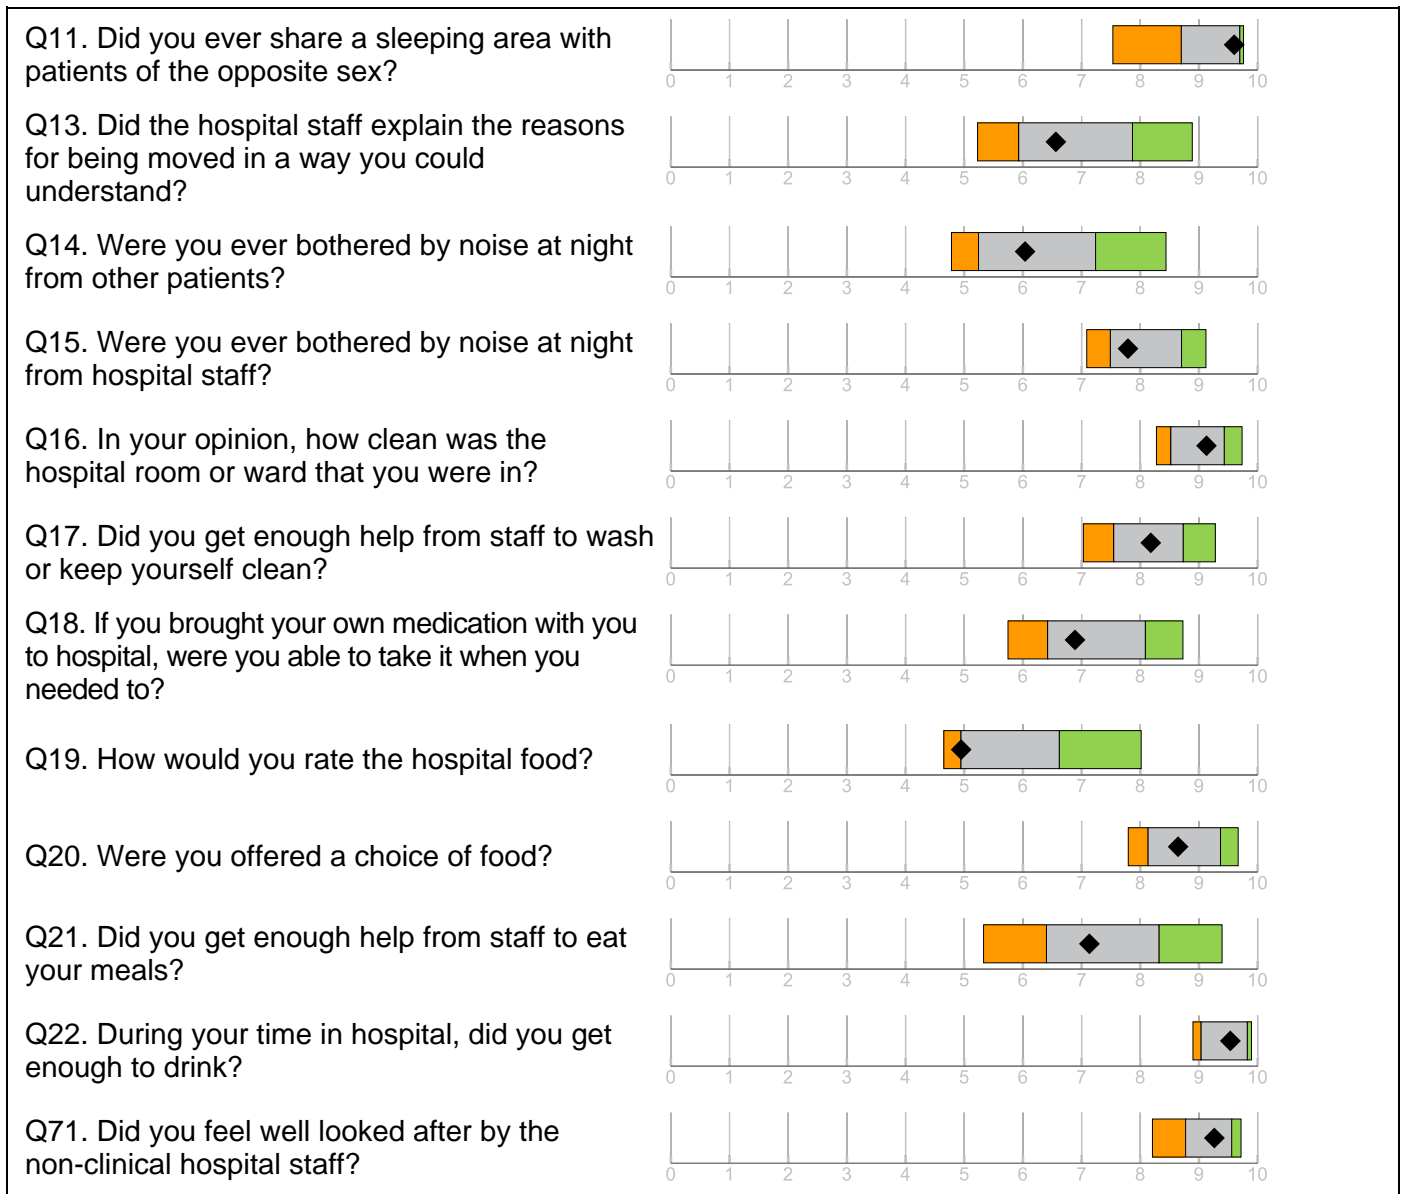 Q11. Did you ever share a sleeping area with
patients of the opposite sex?
0 1 2 3 4 5 6 7 8 9 10
Q13. Did the hospital staff explain the reasons
for being moved in a way you could
understand?
0 1 2 3 4 5 6 7 8 9 10
Q14. Were you ever bothered by noise at night
from other patients?
0 1 2 3 4 5 6 7 8 9 10
Q15. Were you ever bothered by noise at night
from hospital staff?
0 1 2 3 4 5 6 7 8 9 10
Q16. In your opinion, how clean was the
hospital room or ward that you were in?
0 1 2 3 4 5 6 7 8 9 10
Q17. Did you get enough help from staff to wash
or keep yourself clean?
0 1 2 3 4 5 6 7 8 9 10
Q18. If you brought your own medication with you
to hospital, were you able to take it when you
needed to?
0 1 2 3 4 5 6 7 8 9 10
Q19. How would you rate the hospital food?
0 1 2 3 4 5 6 7 8 9 10
Q20. Were you offered a choice of food?
0 1 2 3 4 5 6 7 8 9 10
Q21. Did you get enough help from staff to eat
your meals?
0 1 2 3 4 5 6 7 8 9 10
Q22. During your time in hospital, did you get
enough to drink?
0 1 2 3 4 5 6 7 8 9 10
Q71. Did you feel well looked after by the
non-clinical hospital staff?
0 1 2 3 4 5 6 7 8 9 10